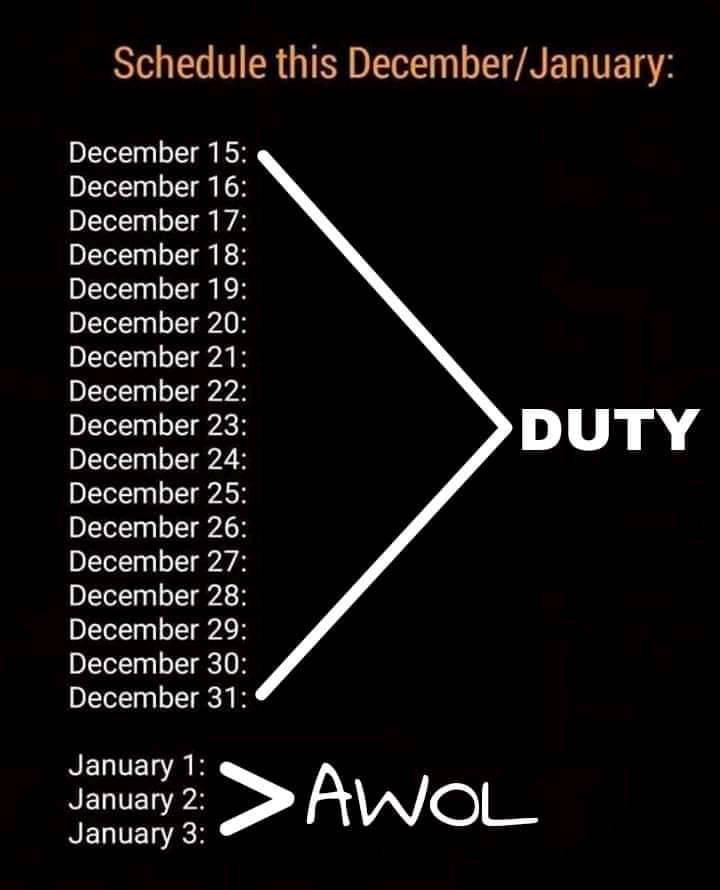 Schedule this December/January:
December 15:
December 16:
December 17:
December 18:
December 19:
December 20:
December 21:
December 22:
December 23:
December 24:
December 25:
December 26:
December 27:
December 28:
December 29:
December 30:
December 31:
DUTY
January 1:
January 2:
January 3:
AWOL